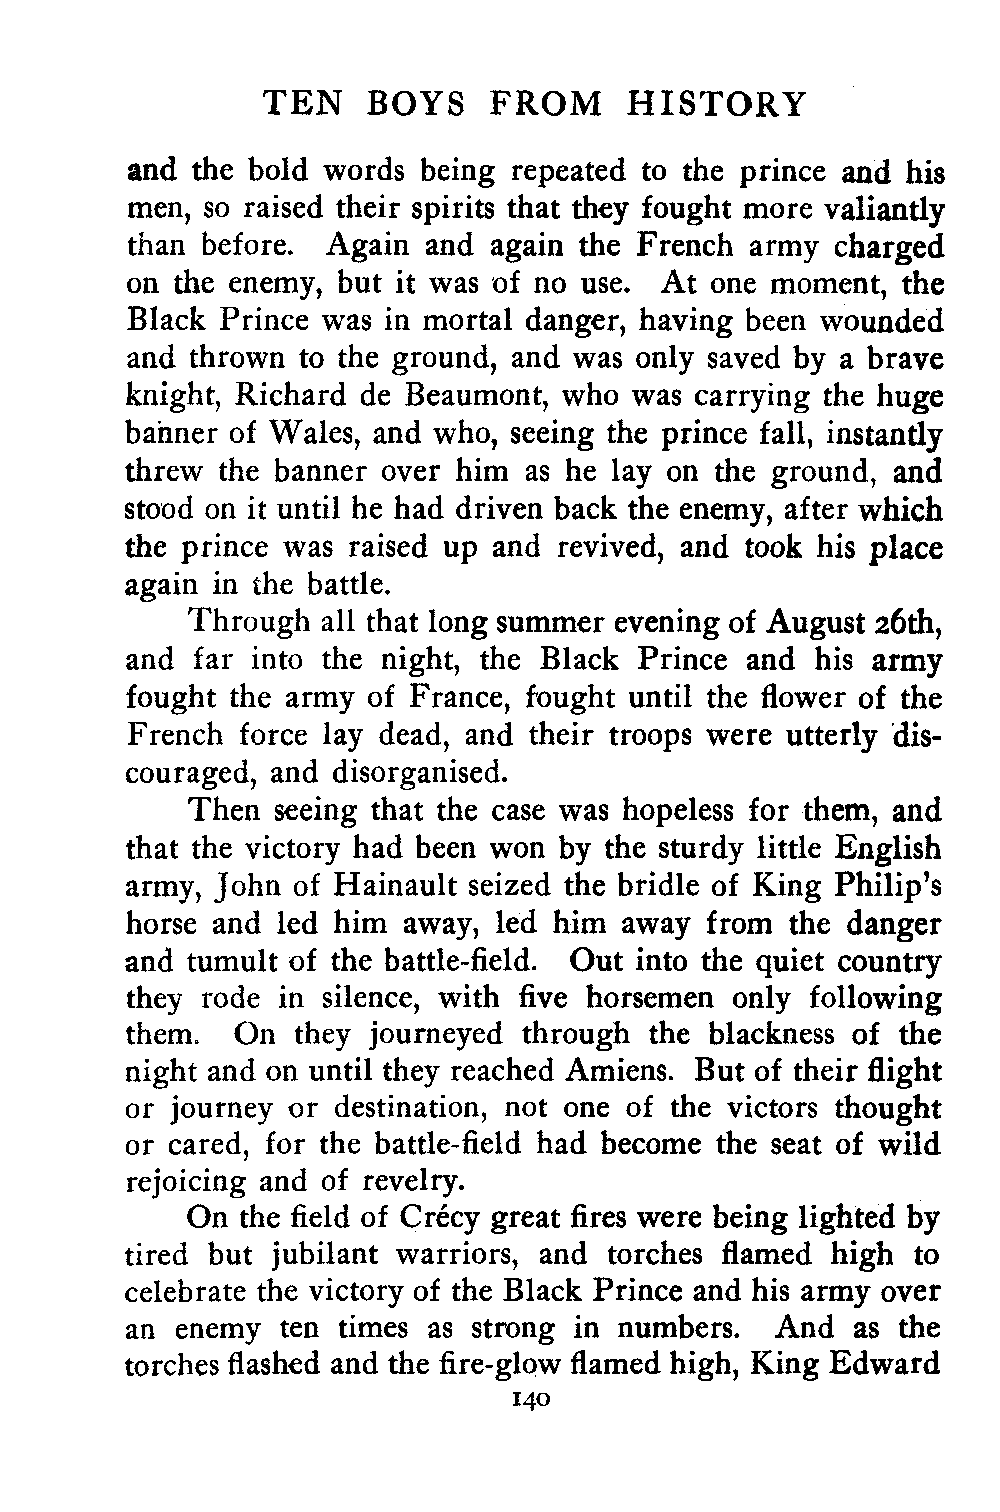 TEN BOYS FROM HISTORY
and the bold words being repeated to the prince and his
men, so raised their spirits that they fought more valiantly
than before. Again and again the French army charged
on the enemy, but it was of no use. At one moment, the
Black Prince was in mortal danger, having been wounded
and thrown to the ground, and was only saved by a brave
knight, Richard de Beaumont, who was carrying the huge
banner of Wales, and who, seeing the prince fall, instantly
threw the banner over him as he lay on the ground, and
stood on it until he had driven back the enemy, after which
the prince was raised up and revived, and took his place
again in the battle.
Through all that long summer evening of August 26th,
and far into the night, the Black Prince and his army
fought the army of France, fought until the flower of the
French force lay dead, and their troops were utterly dis-
couraged, and disorganised.
Then seeing that the case was hopeless for them, and
that the victory had been won by the sturdy little English
army, John of Hainault seized the bridle of King Philip's
horse and led him away, led him away from the danger
and tumult of the battle-field. Out into the quiet country
they rode in silence, with five horsemen only following
them. On they journeyed through the blackness of the
night and on until they reached Amiens. But of their flight
or journey or destination, not one of the victors thought
or cared, for the battle-field had become the seat of wild
rejoicing and of revelry.
On the field of Crécy great fires were being lighted by
tired but jubilant warriors, and torches flamed high to
celebrate the victory of the Black Prince and his army over
an enemy ten times as strong in numbers. And as the
torches flashed and the fire-glow flamed high, King Edward
140